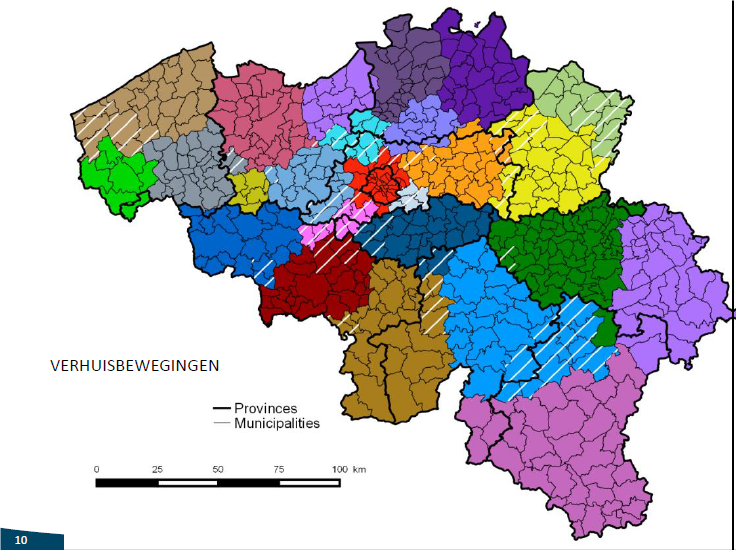 VERHUISBEWEGINGEN
Provinces
Municipalities
0 25 50 75 100 km
10